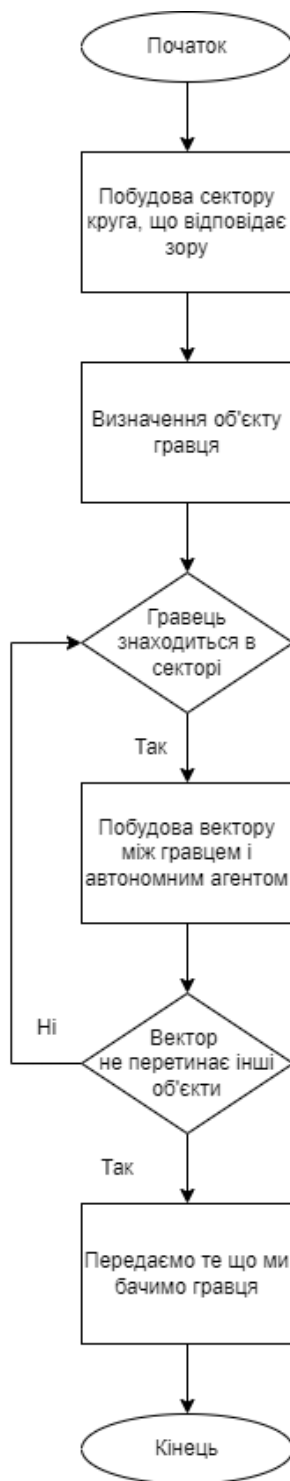 Початок
Побудова сектору
круга, що відповідає
зору
Визначення об'єкту
гравця
Гравець
знаходиться в
секторі
Так
Побудова вектору
між гравцем і
автономним агентом
Ні
Вектор
не перетинає інші
об'єкти
Так
Передаємо те що ми
бачимо гравця
Кінець